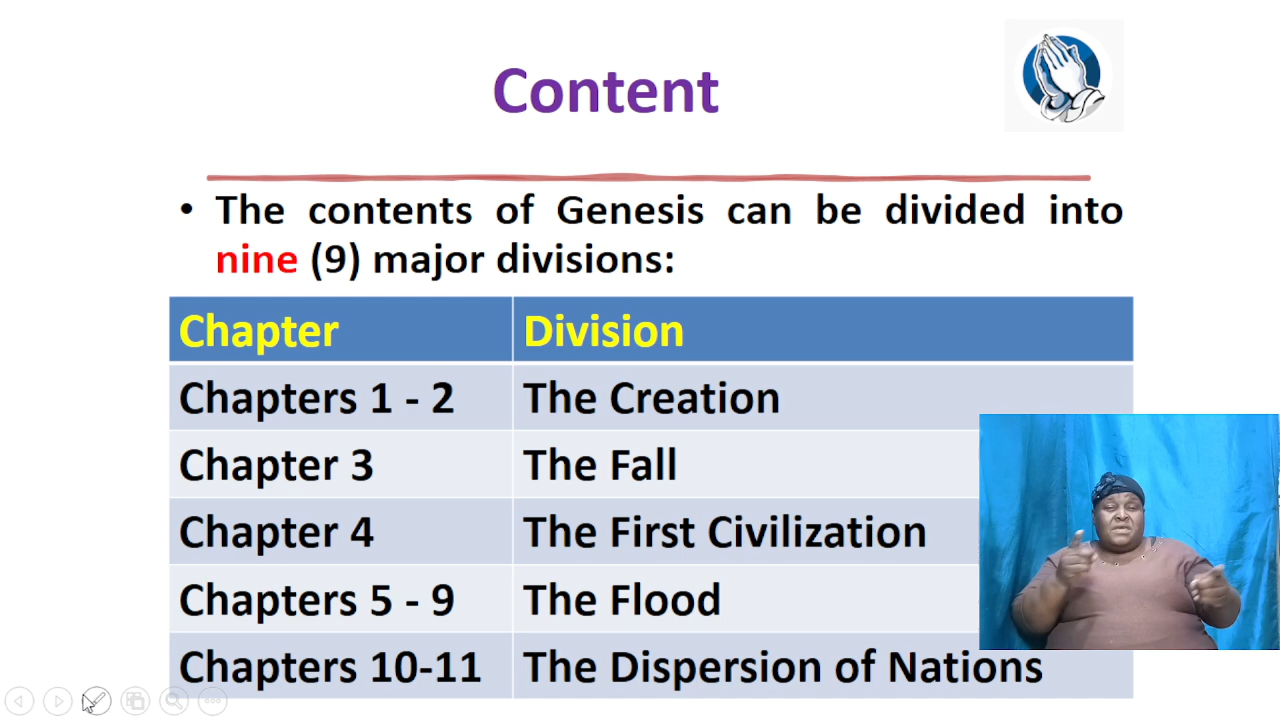 Content
• The contents of Genesis can be divided into
nine (9) major divisions:
Chapter Division
Chapters 1 - 2 The Creation
Chapter 3 The Fall
Chapter 4 The First Civilization
Chapters 5 - 9 The Flood
Chapters 10-11 The Dispersion of Nations